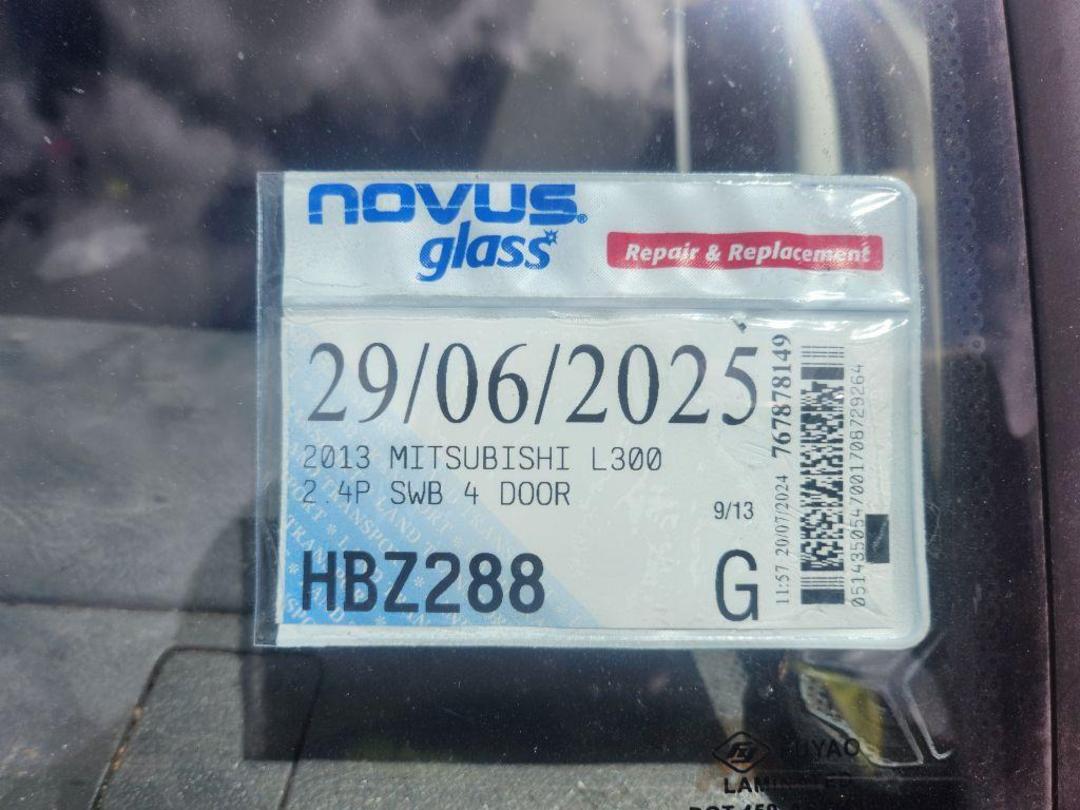 novus®
glass
Repair & Replacement
29/06/2025
2013 MITSUBISHI L300
2.4P SWB 4 DOOR
9/13
HBZ288
G
767878149
11:57 20/07/2024
FUYAO